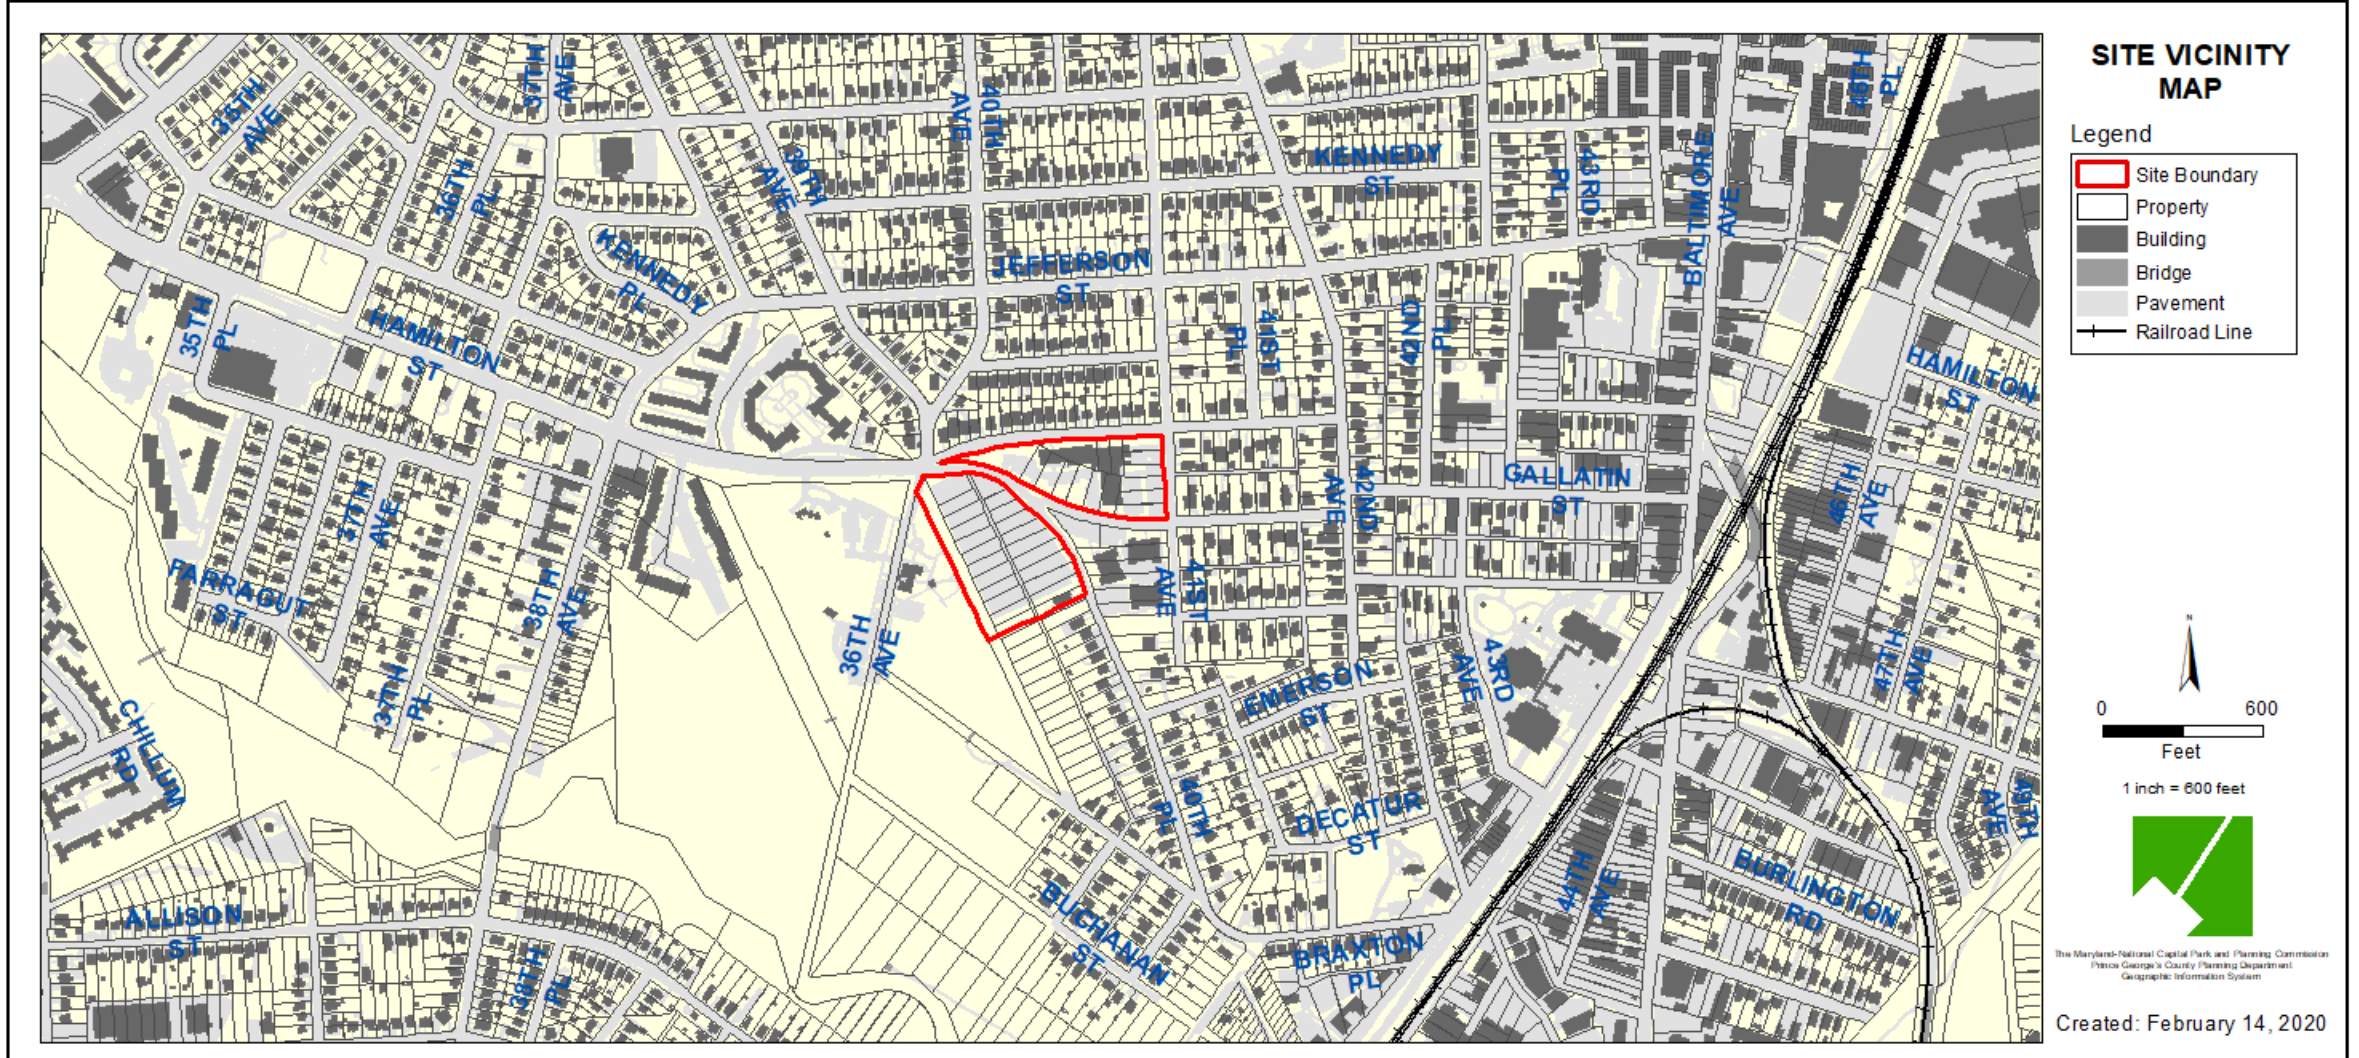 SITE VICINITY
MAP
Legend
Site Boundary
Property
Building
Bridge
Pavement
Railroad Line
N
0 600
Feet
1 inch = 600 feet
The Maryland-National Capital Park and Planning Commission
Prince George's County Planning Department
Geographic Information System
Created: February 14, 2020
35TH
AVE
37TH
AVE
36TH
PL
40TH
AVE
39TH
AVE
KENNEDY
ST
43RD
PL
BALTIMORE
AVE
46TH
PL
KENNEDY
PL
JEFFERSON
ST
35TH
PL
HAMILTON
ST
41ST
PL
42ND
PL
HAMILTON
ST
37TH
AVE
42ND
AVE
GALLATIN
ST
46TH
AVE
FARRAGUT
ST
38TH
AVE
36TH
AVE
41ST
AVE
43RD
AVE
47TH
AVE
37TH
PL
EMERSON
ST
CHILLUM
RD
40TH
PL
DECATUR
ST
49TH
AVE
44TH
AVE
BURLINGTON
RD
ALLISON
ST
38TH
PL
BUCHANAN
ST
BRAXTON
PL